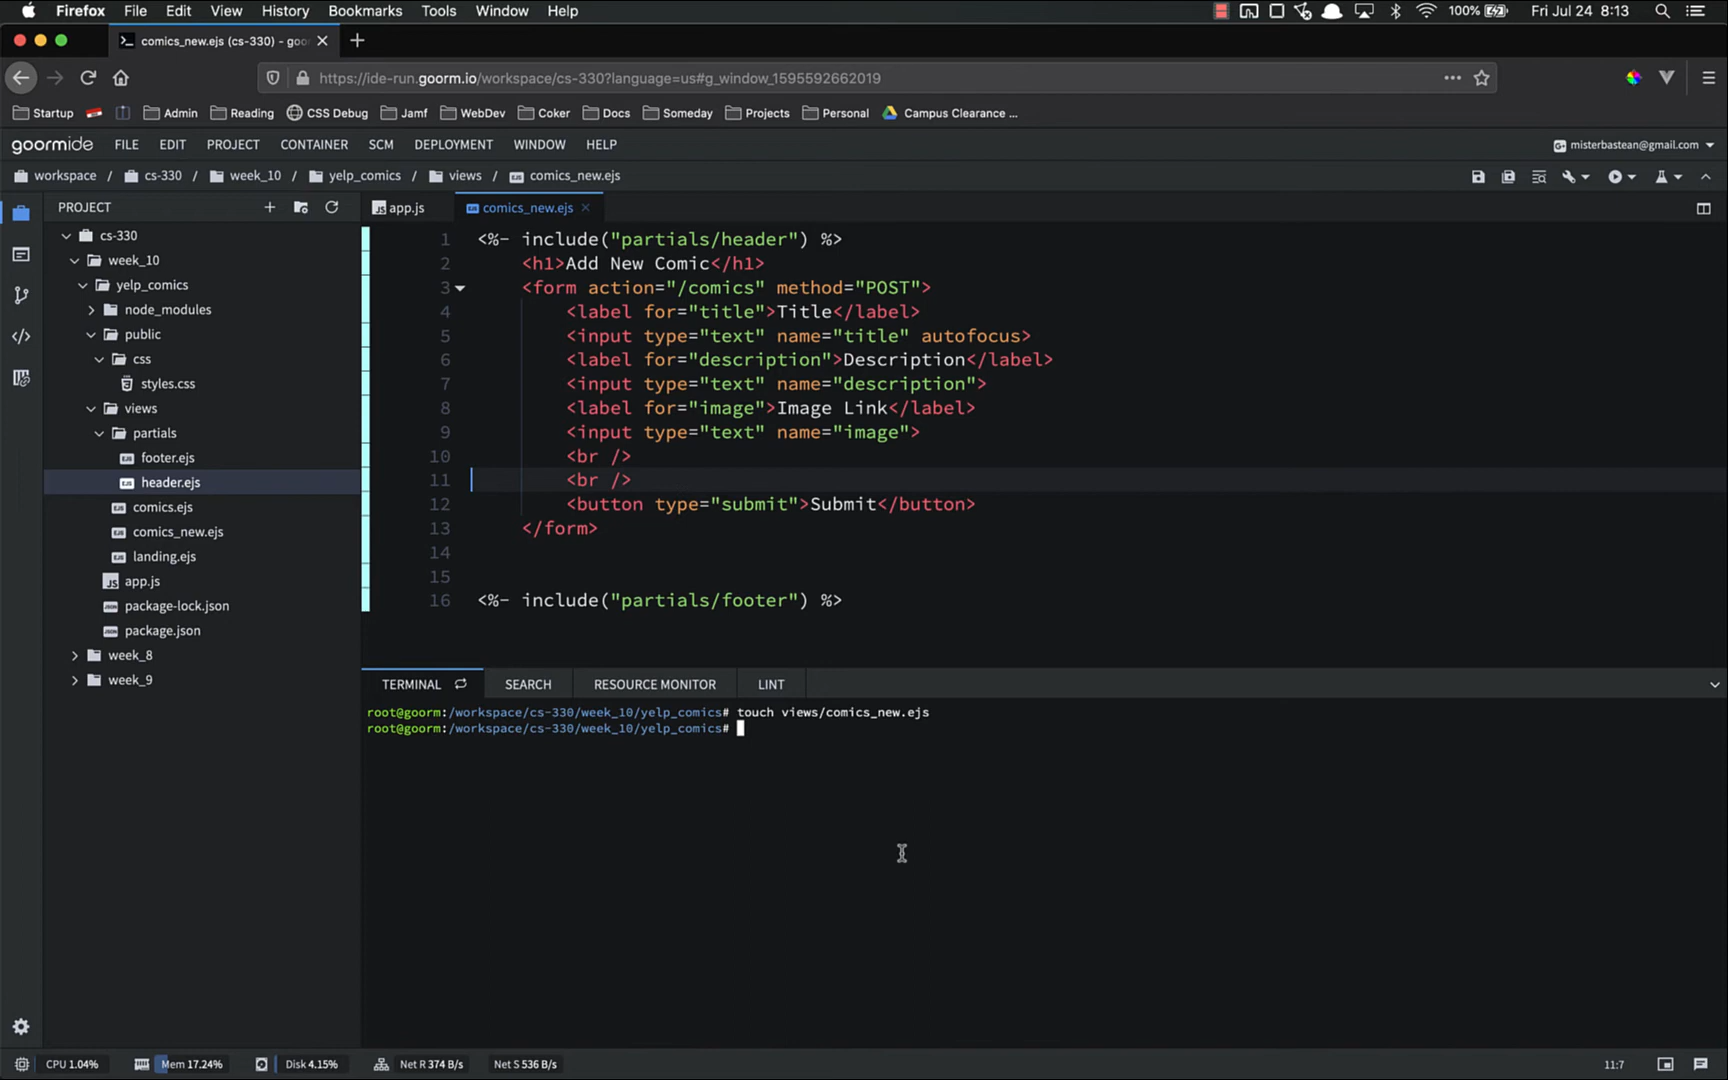 Firefox File Edit View History Bookmarks Tools Window Help 100% Fri Jul 24 8:13
comics_new.ejs (cs-330) - goo
https://ide-run.goorm.io/workspace/cs-330?language=us#g_window_1595592662019
Startup Admin Reading CSS Debug Jamf WebDev Coker Docs Someday Projects Personal Campus Clearance ...
goormide FILE EDIT PROJECT CONTAINER SCM DEPLOYMENT WINDOW HELP misterbastean@gmail.com
workspace / cs-330 / week_10 / yelp_comics / views / comics_new.ejs
PROJECT
app.js comics_new.ejs
cs-330
week_10
yelp_comics
node_modules
public
css
styles.css
views
partials
footer.ejs
header.ejs
comics.ejs
comics_new.ejs
landing.ejs
app.js
package-lock.json
package.json
week_8
week_9
1 <%- include("partials/header") %>
2 <h1>Add New Comic</h1>
3 <form action="/comics" method="POST">
4 <label for="title">Title</label>
5 <input type="text" name="title" autofocus>
6 <label for="description">Description</label>
7 <input type="text" name="description">
8 <label for="image">Image Link</label>
9 <input type="text" name="image">
10 <br />
11 <br />
12 <button type="submit">Submit</button>
13 </form>
14
15
16 <%- include("partials/footer") %>
TERMINAL SEARCH RESOURCE MONITOR LINT
root@goorm:/workspace/cs-330/week_10/yelp_comics# touch views/comics_new.ejs
root@goorm:/workspace/cs-330/week_10/yelp_comics#
CPU 1.04% Mem 17.24% Disk 4.15% Net R 374 B/s Net S 536 B/s 11:7